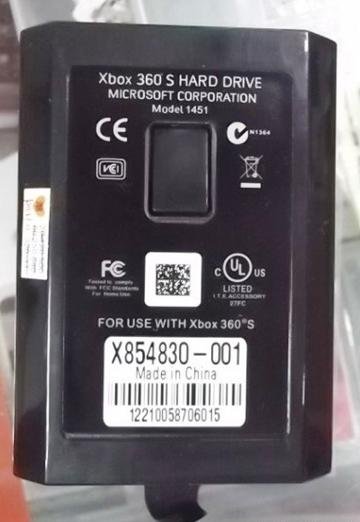 Xbox 360 S HARD DRIVE
MICROSOFT CORPORATION
Model 1451
CE
N1364
VCI
FC
Tested to comply
With FCC Standards
For Home Use
C UL US
LISTED
I.T.E. ACCESSORY
27FC
FOR USE WITH Xbox 360®S
X854830-001
Made in China
12210058706015